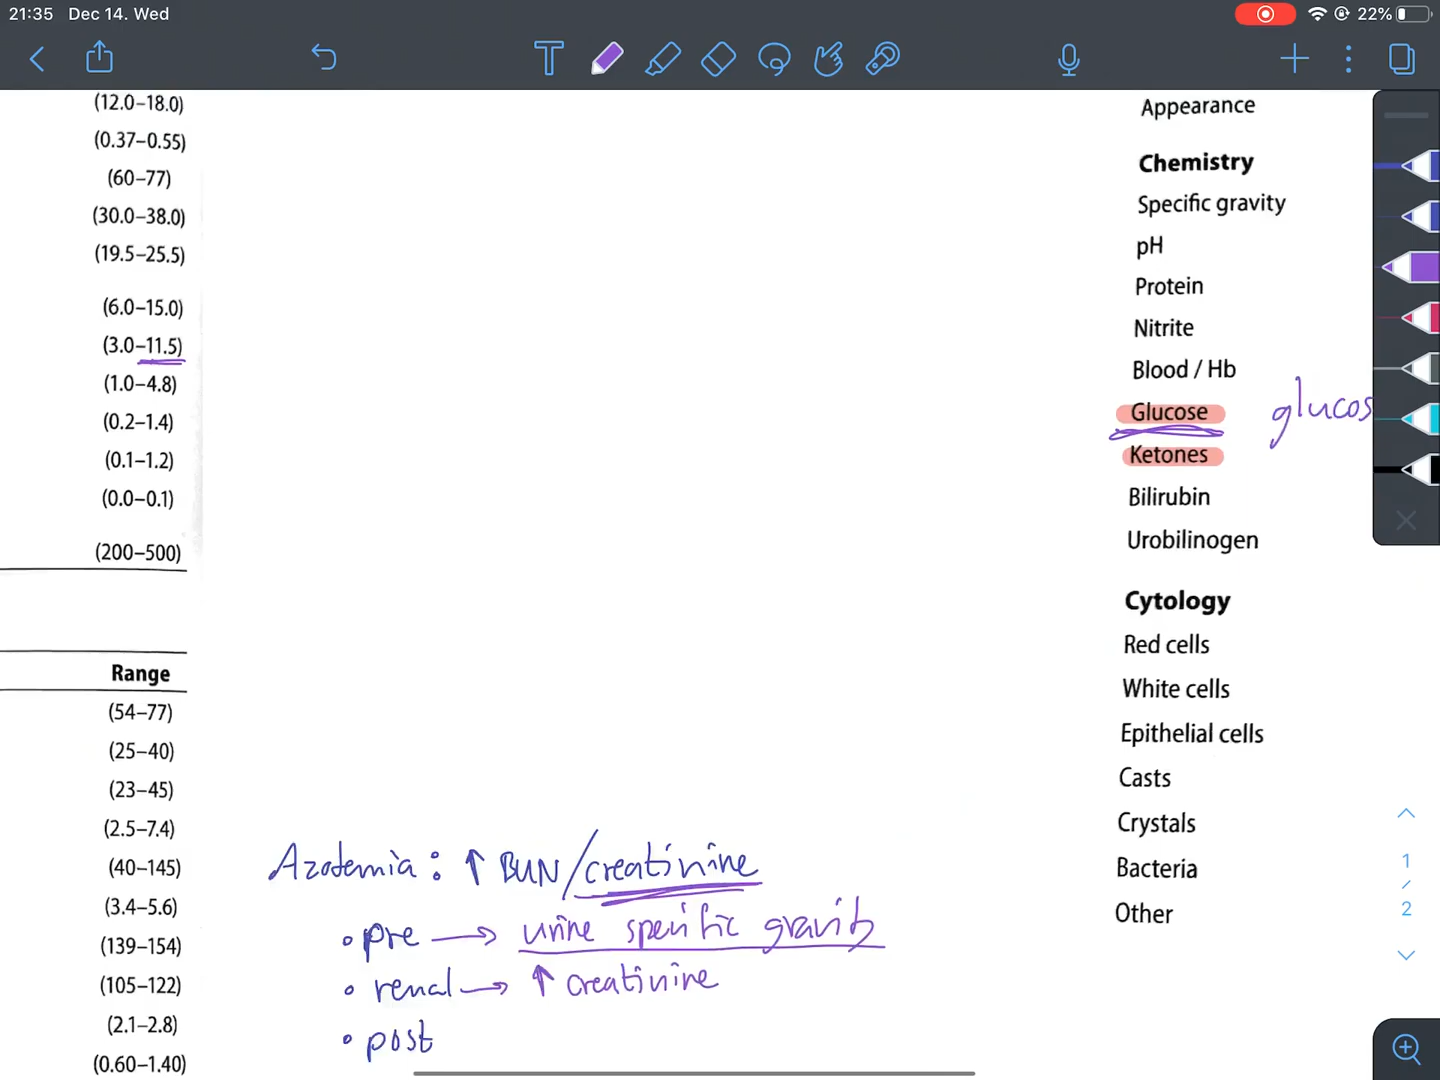 21:35 Dec 14. Wed 22%
(12.0–18.0)
(0.37–0.55)
(60–77)
(30.0–38.0)
(19.5–25.5)
(6.0–15.0)
(3.0–11.5)
(1.0–4.8)
(0.2–1.4)
(0.1–1.2)
(0.0–0.1)
(200–500)
Range
(54–77)
(25–40)
(23–45)
(2.5–7.4)
(40–145)
(3.4–5.6)
(139–154)
(105–122)
(2.1–2.8)
(0.60–1.40)
Azotemia: ↑ BUN/creatinine
• pre → urine specific gravity
• renal → ↑ creatinine
• post
Appearance
Chemistry
Specific gravity
pH
Protein
Nitrite
Blood / Hb
Glucose glucos
Ketones
Bilirubin
Urobilinogen
Cytology
Red cells
White cells
Epithelial cells
Casts
Crystals
Bacteria
Other
1
/
2